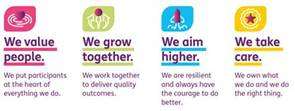 We value
people.
We put participants
at the heart of
everything we do.
We grow
together.
We work together
to deliver quality
outcomes.
We aim
higher.
We are resilient
and always have
the courage to do
better.
We take
care.
We own what
we do and we do
the right thing.